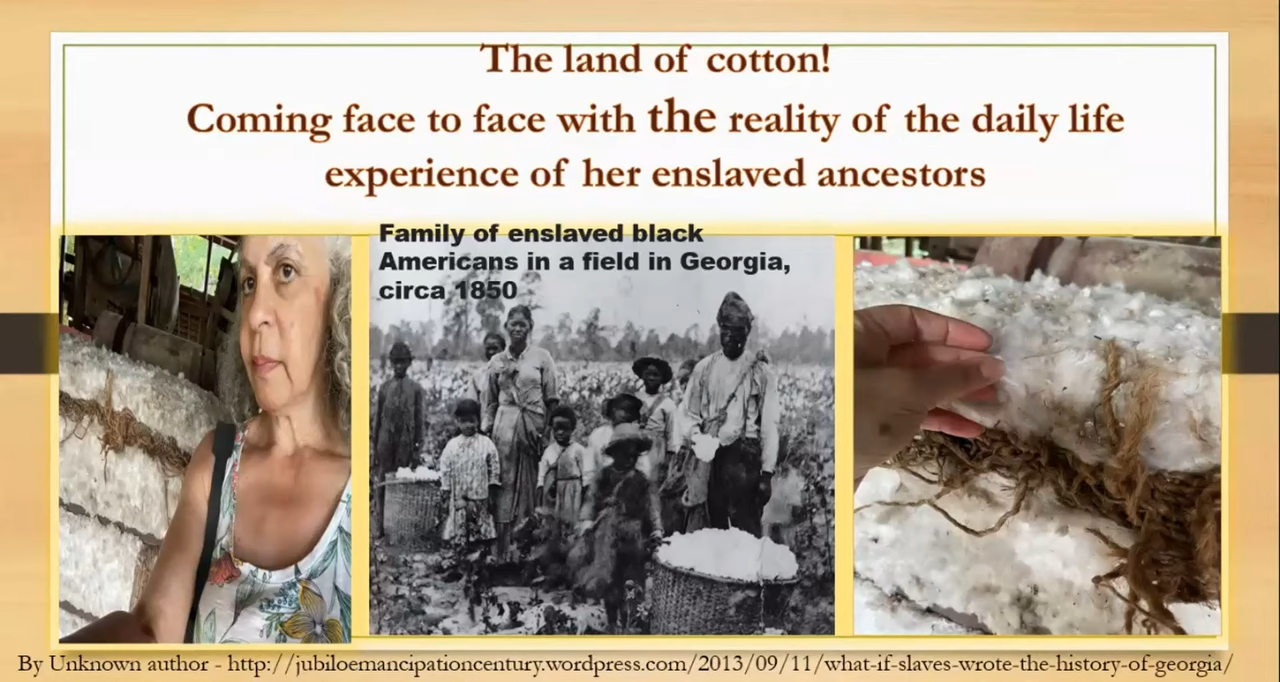 The land of cotton!
Coming face to face with the reality of the daily life
experience of her enslaved ancestors
Family of enslaved black
Americans in a field in Georgia,
circa 1850
By Unknown author - http://jubiloemancipationcentury.wordpress.com/2013/09/11/what-if-slaves-wrote-the-history-of-georgia/